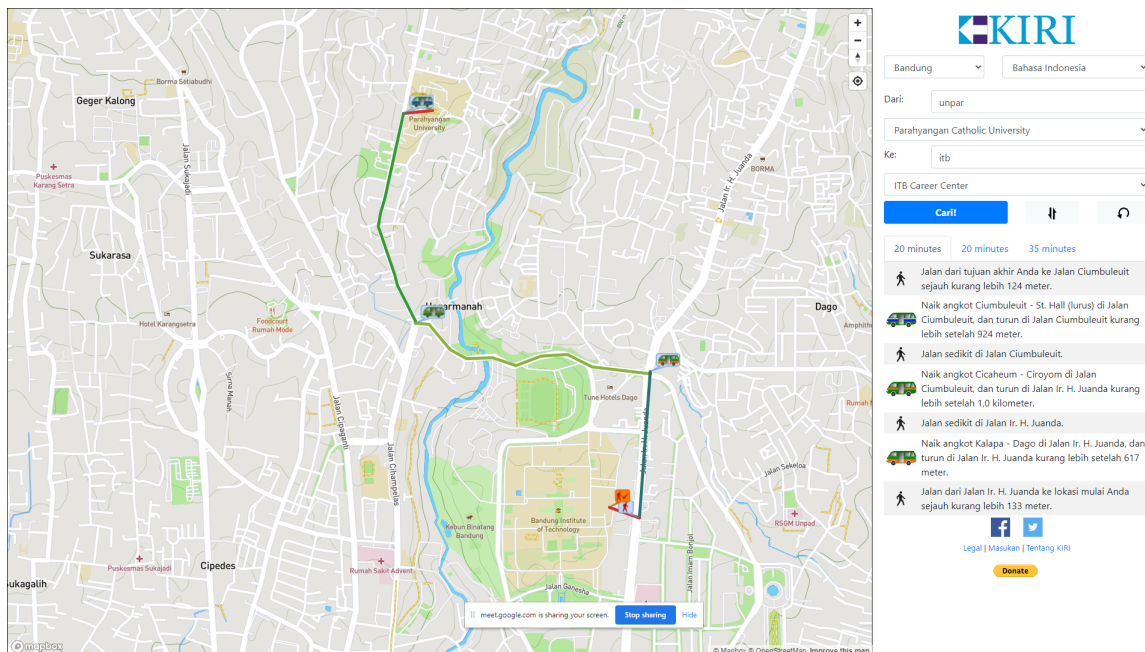 Borma Setiabudhi
Geger Kalong
Parahyangan
University
Puskesmas
Karang Setra
Jalan Sukajadi
Jalan Ir. H. Juanda
BORMA
Sukarasa
Hotel Karangsetra
Foodcourt
Rumah Mode
Dago
Tune Hotels Dago
Sirna Manah
Jalan Cipaganti
Jalan Cihampelas
Jalan Sekeloa
RSGM Unpad
Kebun Binatang
Bandung
Bandung Institute
of Technology
Jalan Imam Bonjol
Puskesmas Sukajadi
Cipedes
Rumah Sakit Advent
ukagalih
Jalan Ganesha
meet.google.com is sharing your screen.
Stop sharing
Hide
mapbox
© Mapbox © OpenStreetMap Improve this map
KIRI
Bandung
Bahasa Indonesia
Dari:
unpar
Parahyangan Catholic University
Ke:
itb
ITB Career Center
Cari!
20 minutes
20 minutes
35 minutes
Jalan dari tujuan akhir Anda ke Jalan Ciumbuleuit
sejauh kurang lebih 124 meter.
Naik angkot Ciumbuleuit - St. Hall (lurus) di Jalan
Ciumbuleuit, dan turun di Jalan Ciumbuleuit kurang
lebih setelah 924 meter.
Jalan sedikit di Jalan Ciumbuleuit.
Naik angkot Cicaheum - Ciroyom di Jalan
Ciumbuleuit, dan turun di Jalan Ir. H. Juanda kurang
lebih setelah 1,0 kilometer.
Jalan sedikit di Jalan Ir. H. Juanda.
Naik angkot Kalapa - Dago di Jalan Ir. H. Juanda, dan
turun di Jalan Ir. H. Juanda kurang lebih setelah 617
meter.
Jalan dari Jalan Ir. H. Juanda ke lokasi mulai Anda
sejauh kurang lebih 133 meter.
Legal | Masukan | Tentang KIRI
Donate